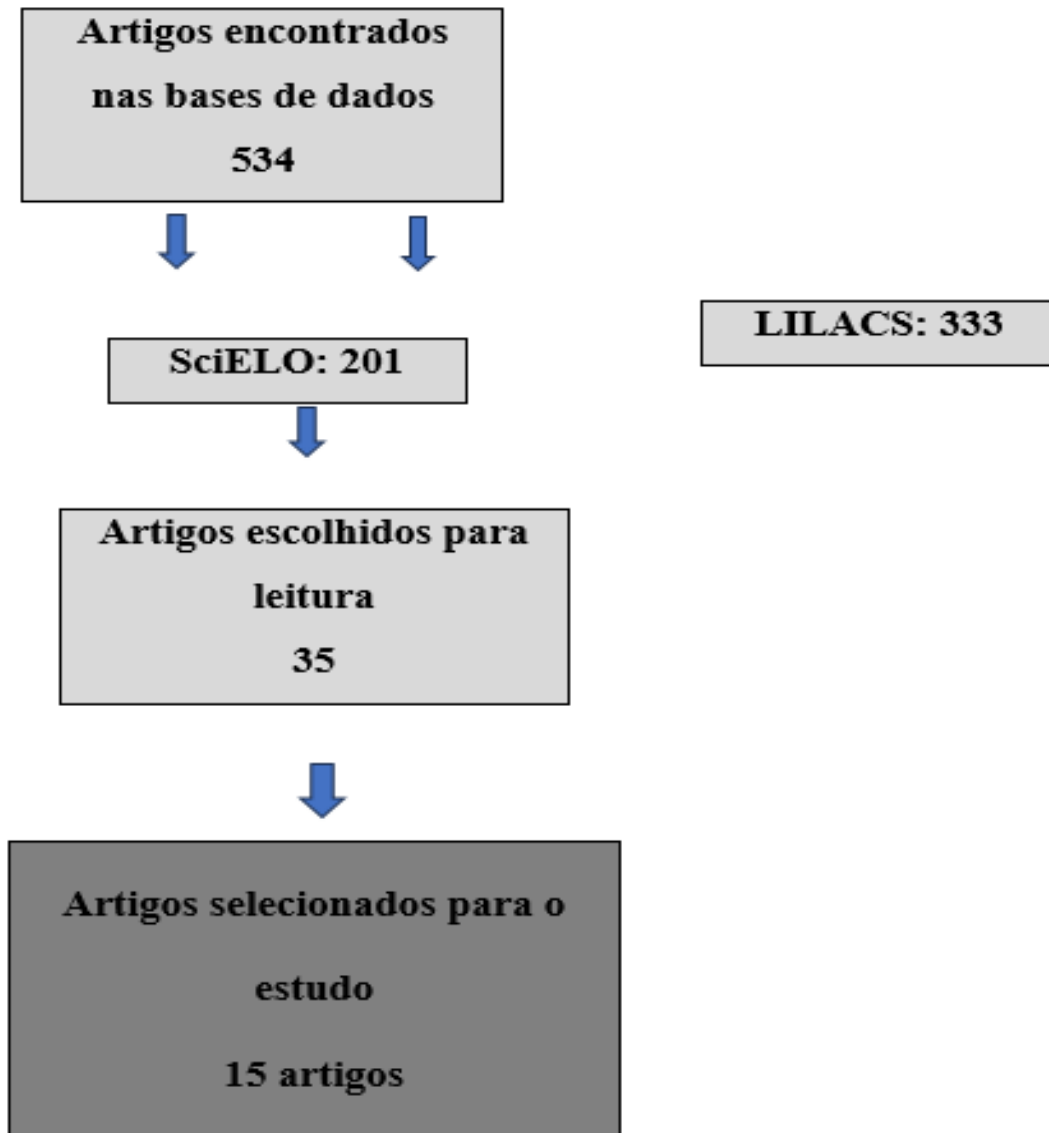 Artigos encontrados
nas bases de dados
534
LILACS: 333
SciELO: 201
Artigos escolhidos para
leitura
35
Artigos selecionados para o
estudo
15 artigos